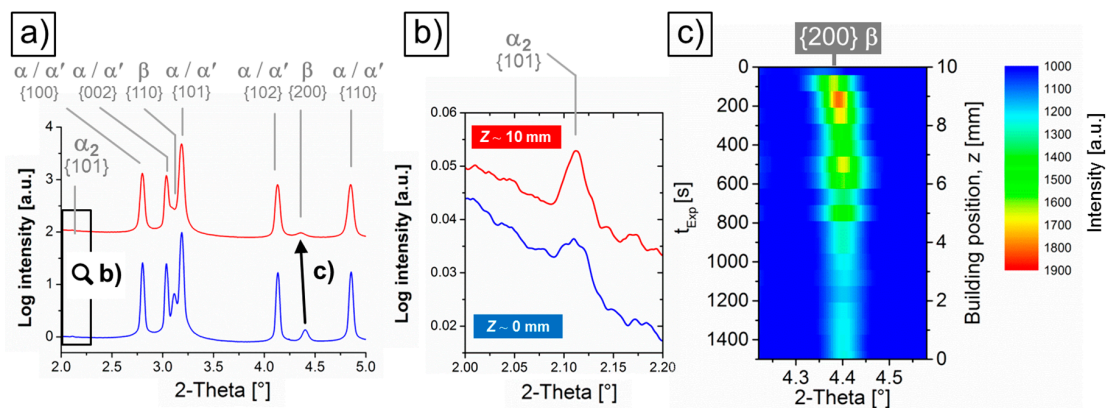 a)
α / α′
{100}
α / α′
{002}
β
{110}
α / α′
{101}
α / α′
{102}
β
{200}
α / α′
{110}
α₂
{101}
b)
c)
4
3
2
1
0
Log intensity [a.u.]
2.0 2.5 3.0 3.5 4.0 4.5 5.0
2-Theta [°]
b)
α₂
{101}
Z ~ 10 mm
Z ~ 0 mm
0.06
0.05
0.04
0.03
0.02
Log intensity [a.u.]
2.00 2.05 2.10 2.15 2.20
2-Theta [°]
c)
{200} β
0
200
400
600
800
1000
1200
1400
t_Exp [s]
10
8
6
4
2
0
Building position, z [mm]
4.3 4.4 4.5
2-Theta [°]
1000
1100
1200
1300
1400
1500
1600
1700
1800
1900
Intensity [a.u.]